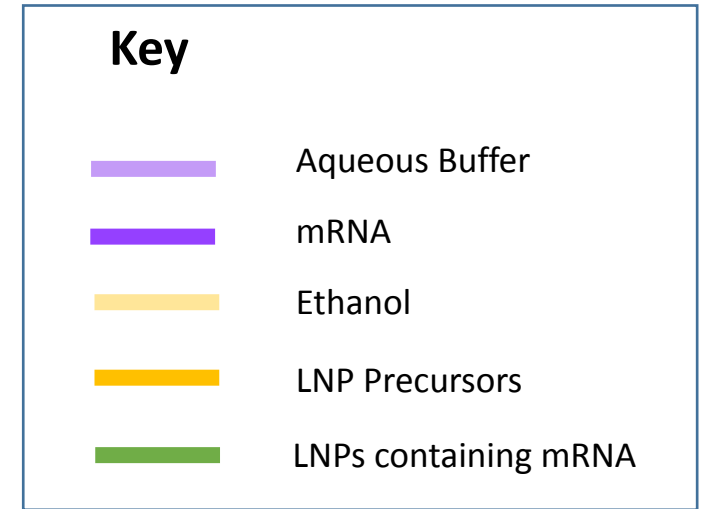 Key
Aqueous Buffer
mRNA
Ethanol
LNP Precursors
LNPs containing mRNA